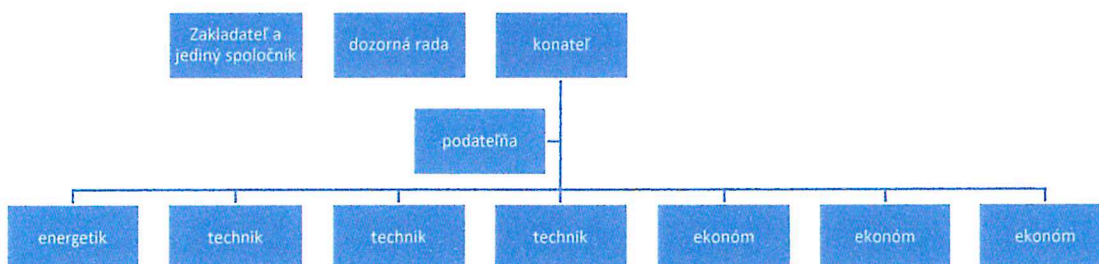 Zakladateľ a
jediný spoločník
dozorná rada
konateľ
podateľňa
energetik
technik
technik
technik
ekonóm
ekonóm
ekonóm